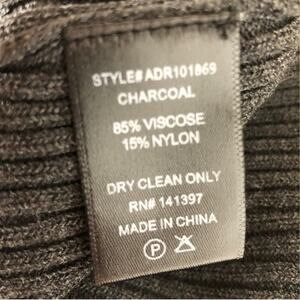 STYLE# ADR101869
CHARCOAL
85% VISCOSE
15% NYLON
DRY CLEAN ONLY
RN# 141397
MADE IN CHINA
P